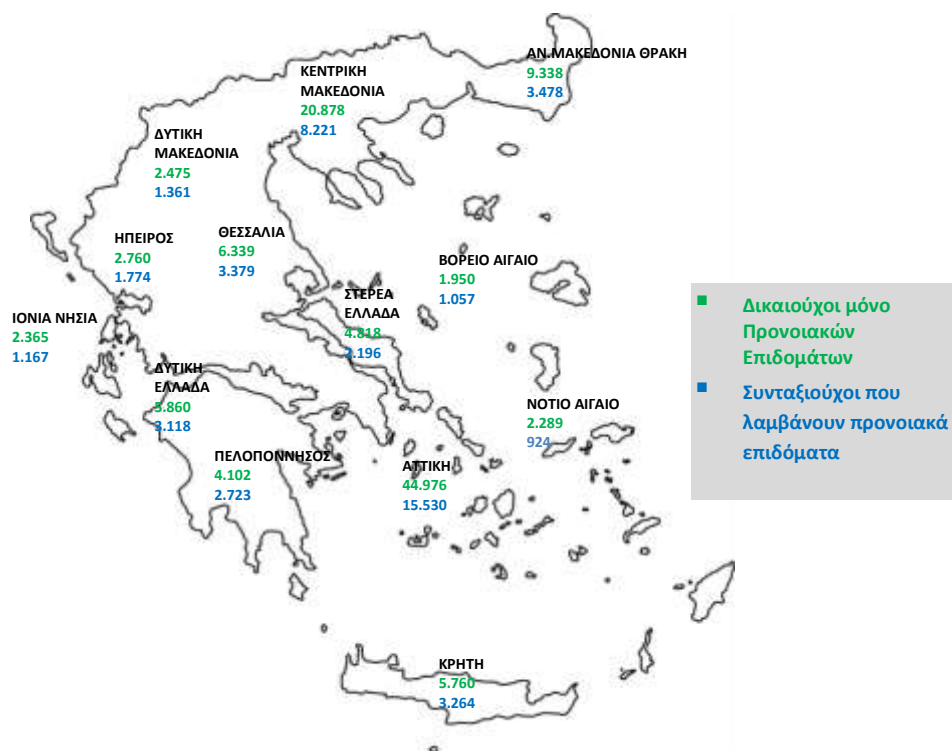 ΑΝ.ΜΑΚΕΔΟΝΙΑ ΘΡΑΚΗ
9.338
3.478
ΚΕΝΤΡΙΚΗ
ΜΑΚΕΔΟΝΙΑ
20.878
8.221
ΔΥΤΙΚΗ
ΜΑΚΕΔΟΝΙΑ
2.475
1.361
ΗΠΕΙΡΟΣ
2.760
1.774
ΘΕΣΣΑΛΙΑ
6.339
3.379
ΒΟΡΕΙΟ ΑΙΓΑΙΟ
1.950
1.057
ΣΤΕΡΕΑ
ΕΛΛΑΔΑ
4.818
2.196
ΙΟΝΙΑ ΝΗΣΙΑ
2.365
1.167
ΔΥΤΙΚΗ
ΕΛΛΑΔΑ
5.860
3.118
ΝΟΤΙΟ ΑΙΓΑΙΟ
2.289
924
ΠΕΛΟΠΟΝΝΗΣΟΣ
4.102
2.723
ΑΤΤΙΚΗ
44.976
15.530
ΚΡΗΤΗ
5.760
3.264
Δικαιούχοι μόνο
Προνοιακών
Επιδομάτων
Συνταξιούχοι που
λαμβάνουν προνοιακά
επιδόματα